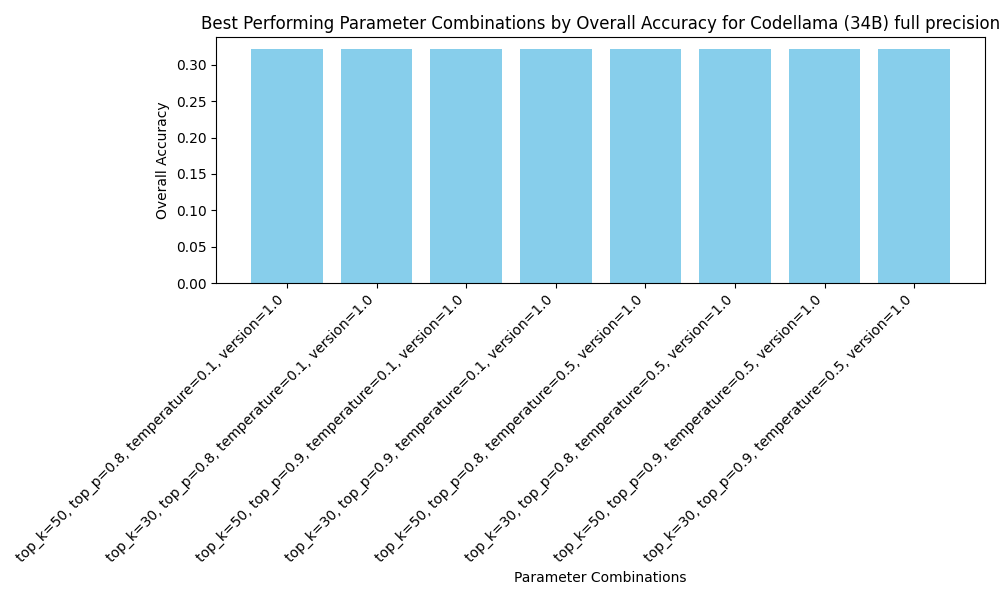 Best Performing Parameter Combinations by Overall Accuracy for Codellama (34B) full precision
Overall Accuracy
0.30
0.25
0.20
0.15
0.10
0.05
0.00
top_k=50, top_p=0.8, temperature=0.1, version=1.0
top_k=30, top_p=0.8, temperature=0.1, version=1.0
top_k=50, top_p=0.9, temperature=0.1, version=1.0
top_k=30, top_p=0.9, temperature=0.1, version=1.0
top_k=50, top_p=0.8, temperature=0.5, version=1.0
top_k=30, top_p=0.8, temperature=0.5, version=1.0
top_k=50, top_p=0.9, temperature=0.5, version=1.0
top_k=30, top_p=0.9, temperature=0.5, version=1.0
Parameter Combinations